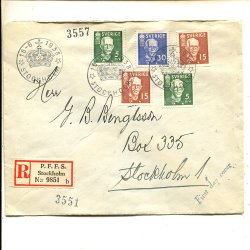 3557
SVERIGE
5
SVERIGE
30
SVERIGE
15
15
SVERIGE
5
SVERIGE
Herr
G. B. Bengtsson
Box 335
Stockholm 1
First day cover
R
P. F. F. S.
Stockholm
No 9851 b
3551